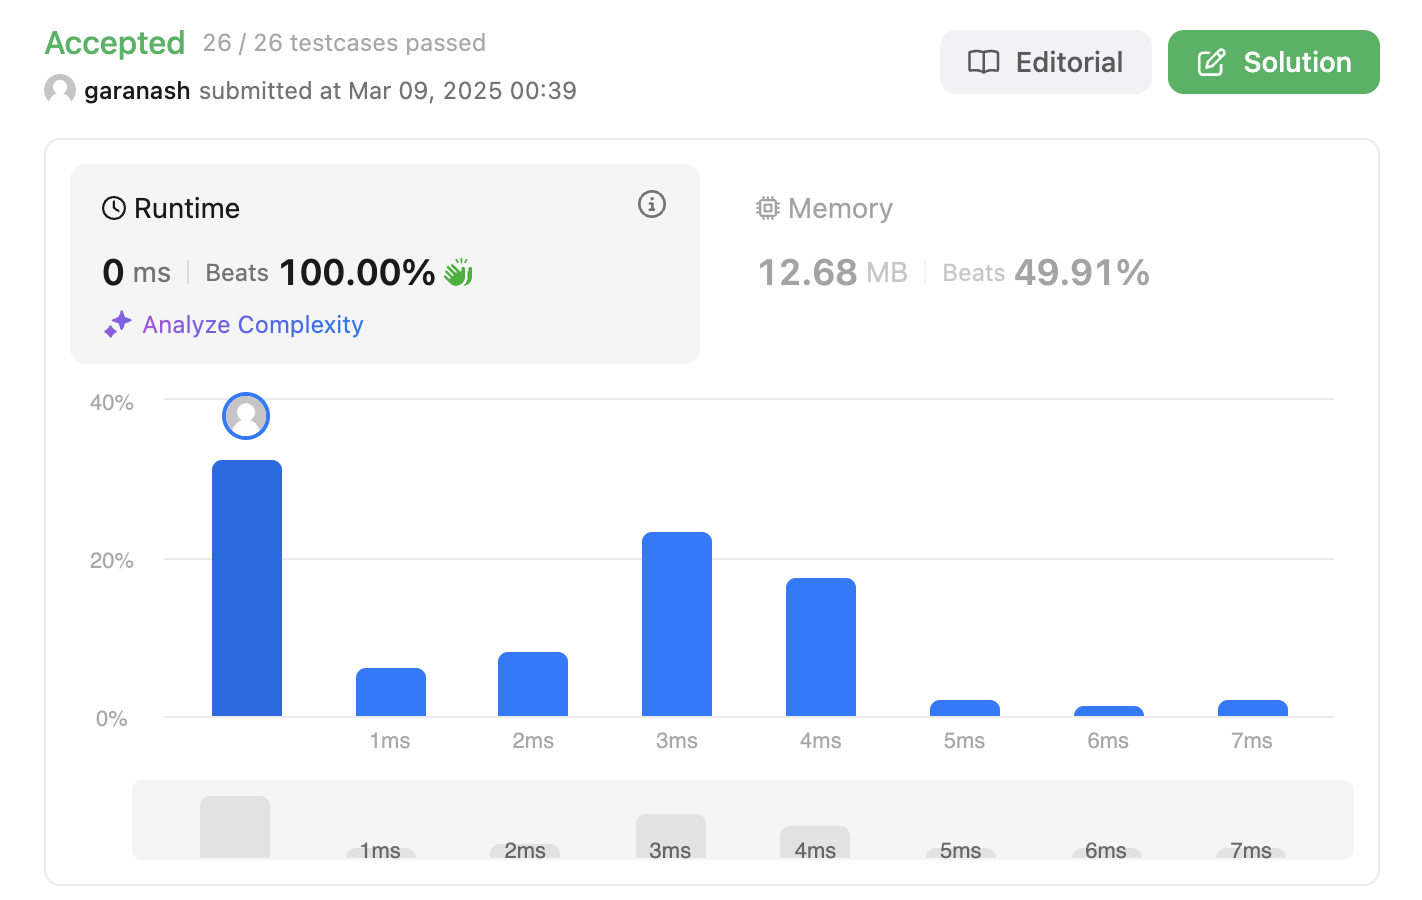 Accepted 26 / 26 testcases passed
garanash submitted at Mar 09, 2025 00:39
Editorial
Solution
Runtime
0 ms Beats 100.00%
Analyze Complexity
Memory
12.68 MB Beats 49.91%
40%
20%
0%
1ms 2ms 3ms 4ms 5ms 6ms 7ms
1ms 2ms 3ms 4ms 5ms 6ms 7ms